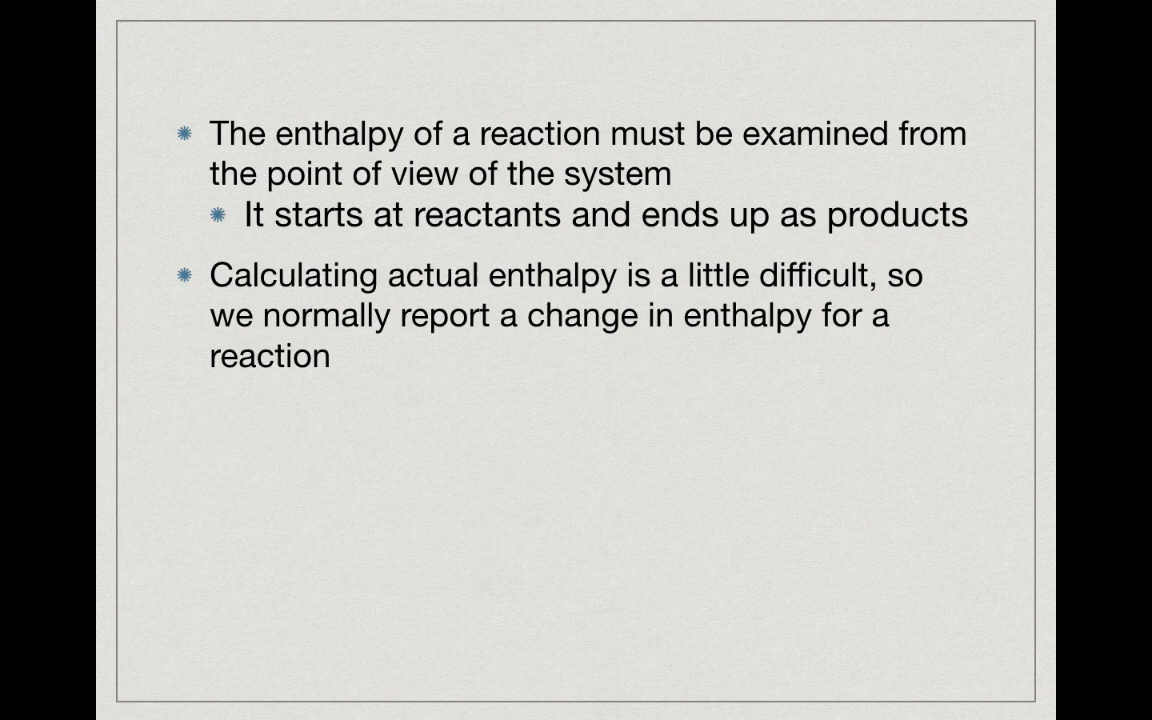 The enthalpy of a reaction must be examined from
the point of view of the system
It starts at reactants and ends up as products
Calculating actual enthalpy is a little difficult, so
we normally report a change in enthalpy for a
reaction